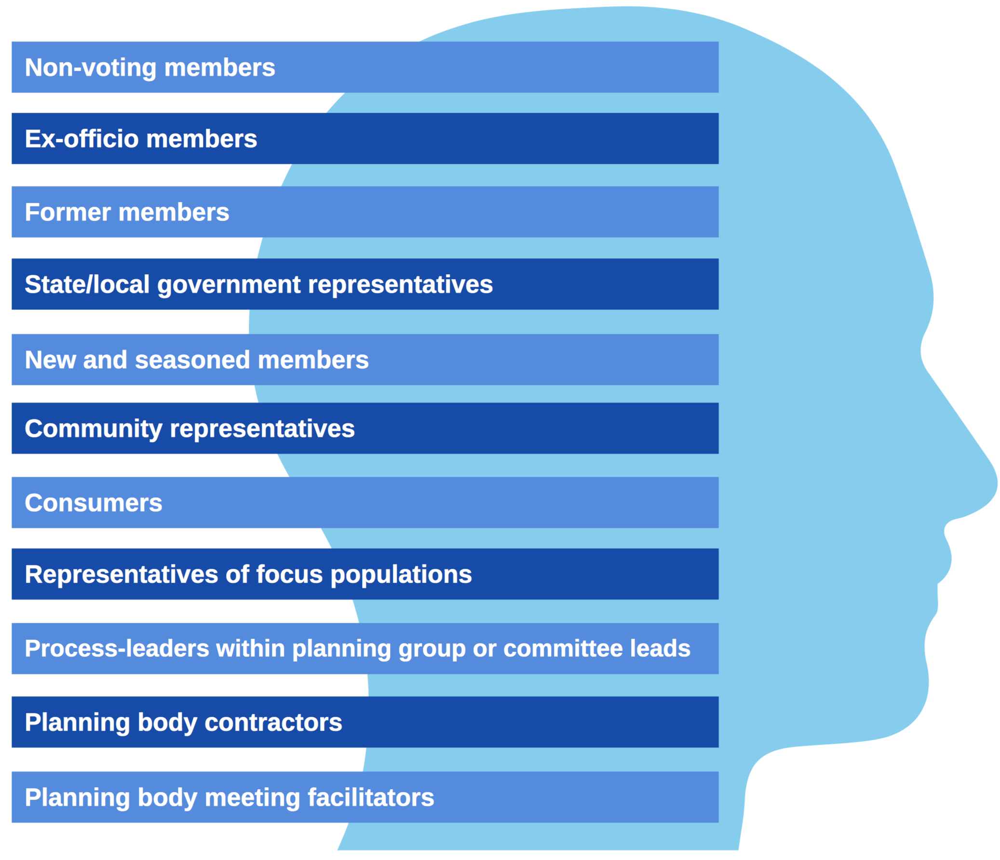 Non-voting members
Ex-officio members
Former members
State/local government representatives
New and seasoned members
Community representatives
Consumers
Representatives of focus populations
Process-leaders within planning group or committee leads
Planning body contractors
Planning body meeting facilitators